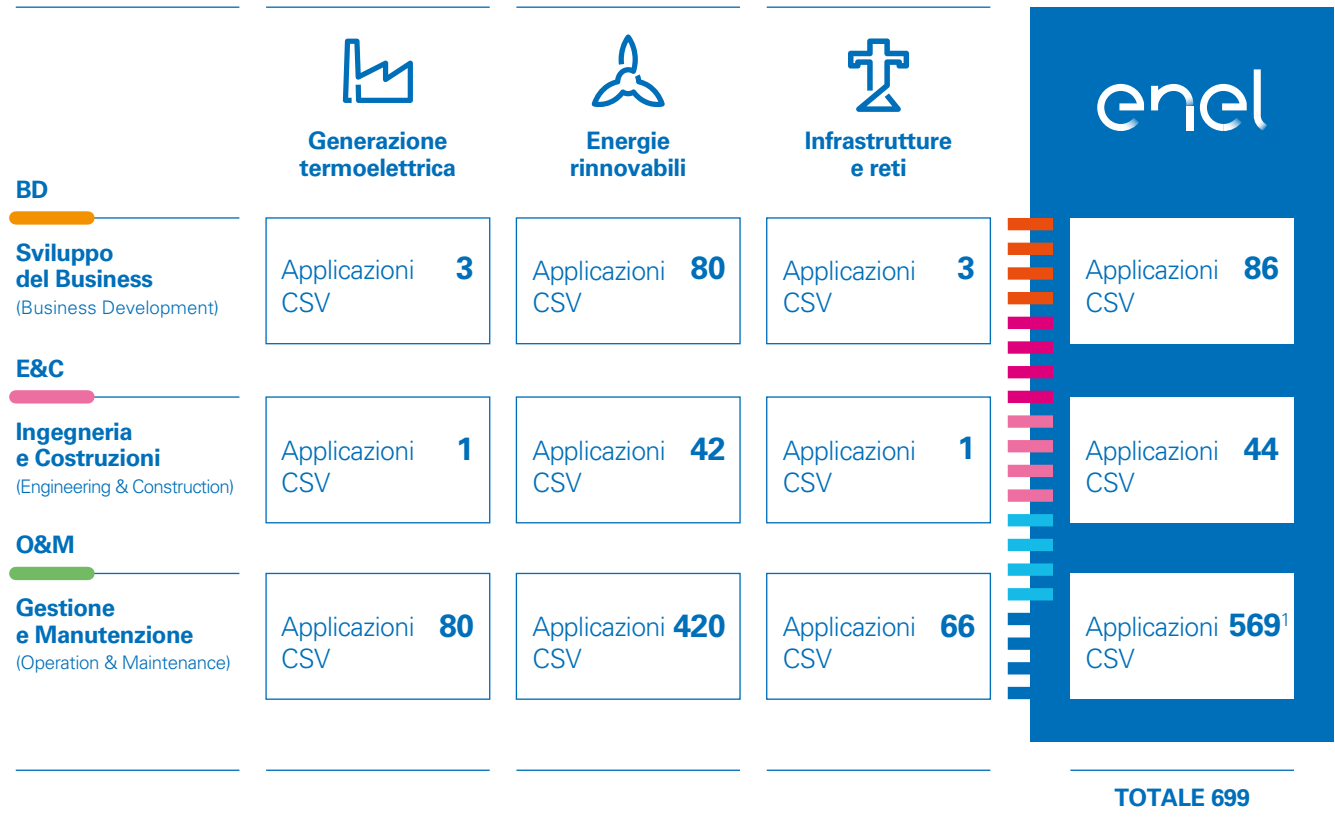 enel
Generazione
termoelettrica
Energie
rinnovabili
Infrastrutture
e reti
BD
Sviluppo
del Business
(Business Development)
Applicazioni 3
CSV
Applicazioni 80
CSV
Applicazioni 3
CSV
Applicazioni 86
CSV
E&C
Ingegneria
e Costruzioni
(Engineering & Construction)
Applicazioni 1
CSV
Applicazioni 42
CSV
Applicazioni 1
CSV
Applicazioni 44
CSV
O&M
Gestione
e Manutenzione
(Operation & Maintenance)
Applicazioni 80
CSV
Applicazioni 420
CSV
Applicazioni 66
CSV
Applicazioni 569¹
CSV
TOTALE 699